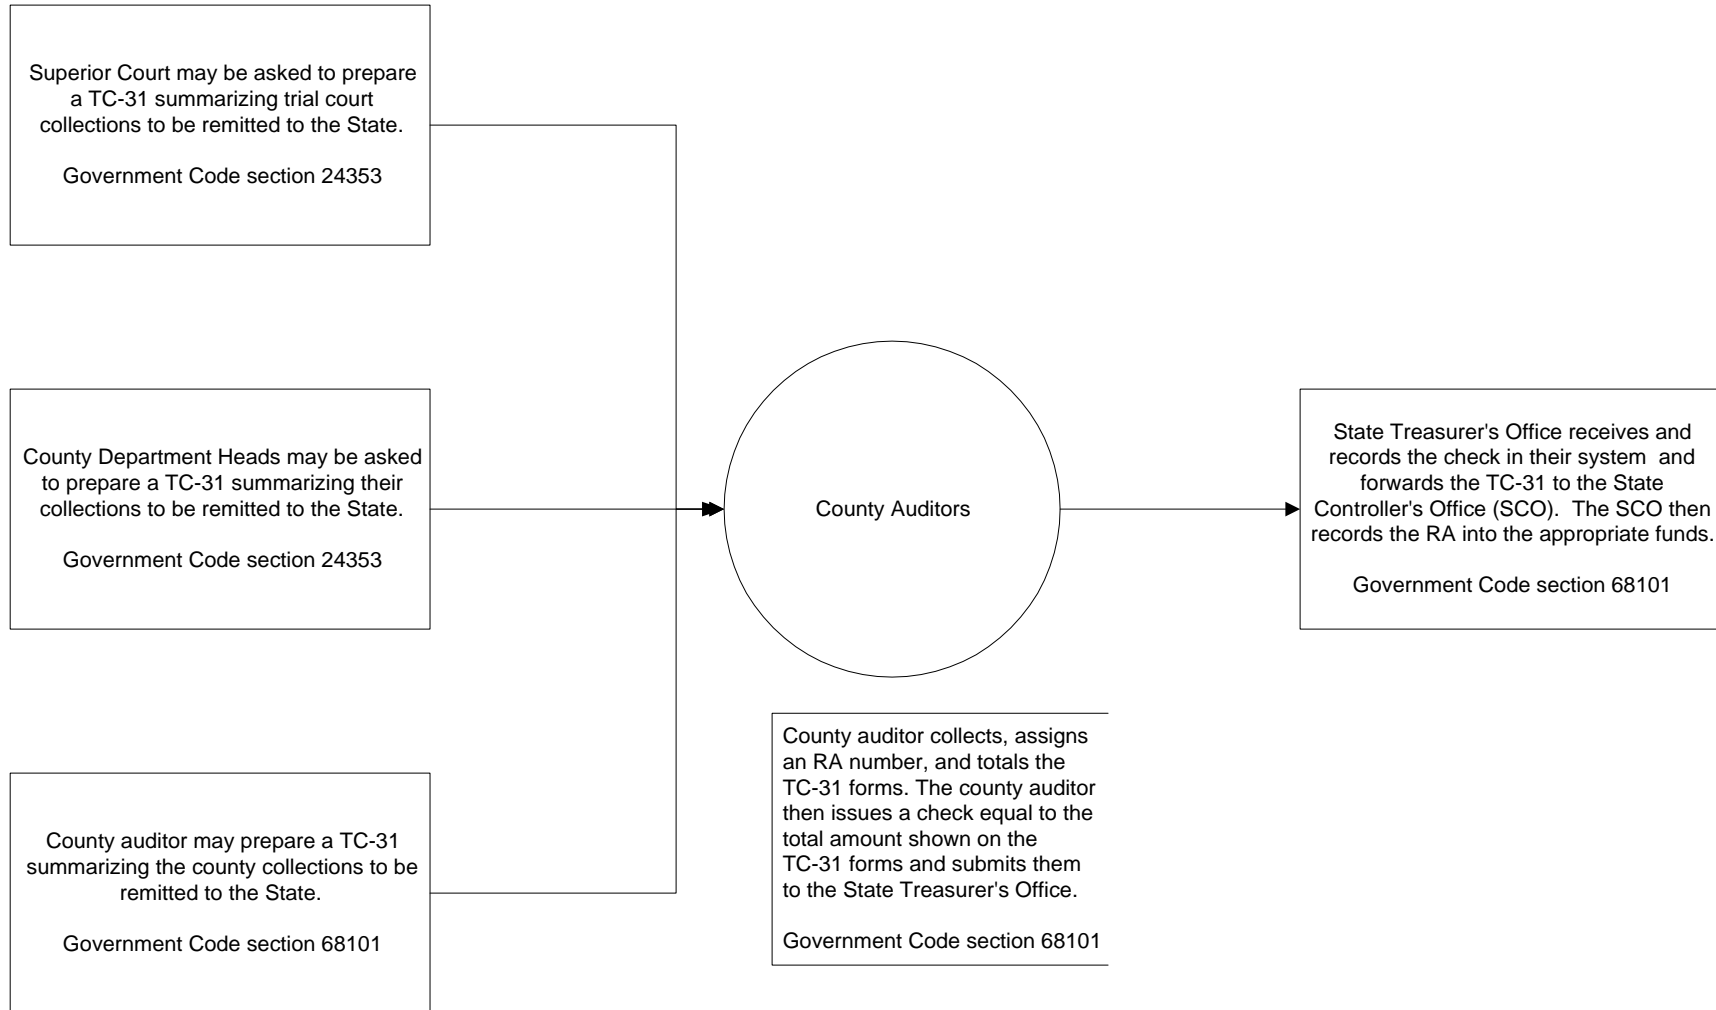 Superior Court may be asked to prepare
a TC-31 summarizing trial court
collections to be remitted to the State.
Government Code section 24353
County Department Heads may be asked
to prepare a TC-31 summarizing their
collections to be remitted to the State.
Government Code section 24353
County auditor may prepare a TC-31
summarizing the county collections to be
remitted to the State.
Government Code section 68101
County Auditors
County auditor collects, assigns
an RA number, and totals the
TC-31 forms. The county auditor
then issues a check equal to the
total amount shown on the
TC-31 forms and submits them
to the State Treasurer's Office.
Government Code section 68101
State Treasurer's Office receives and
records the check in their system and
forwards the TC-31 to the State
Controller's Office (SCO). The SCO then
records the RA into the appropriate funds.
Government Code section 68101